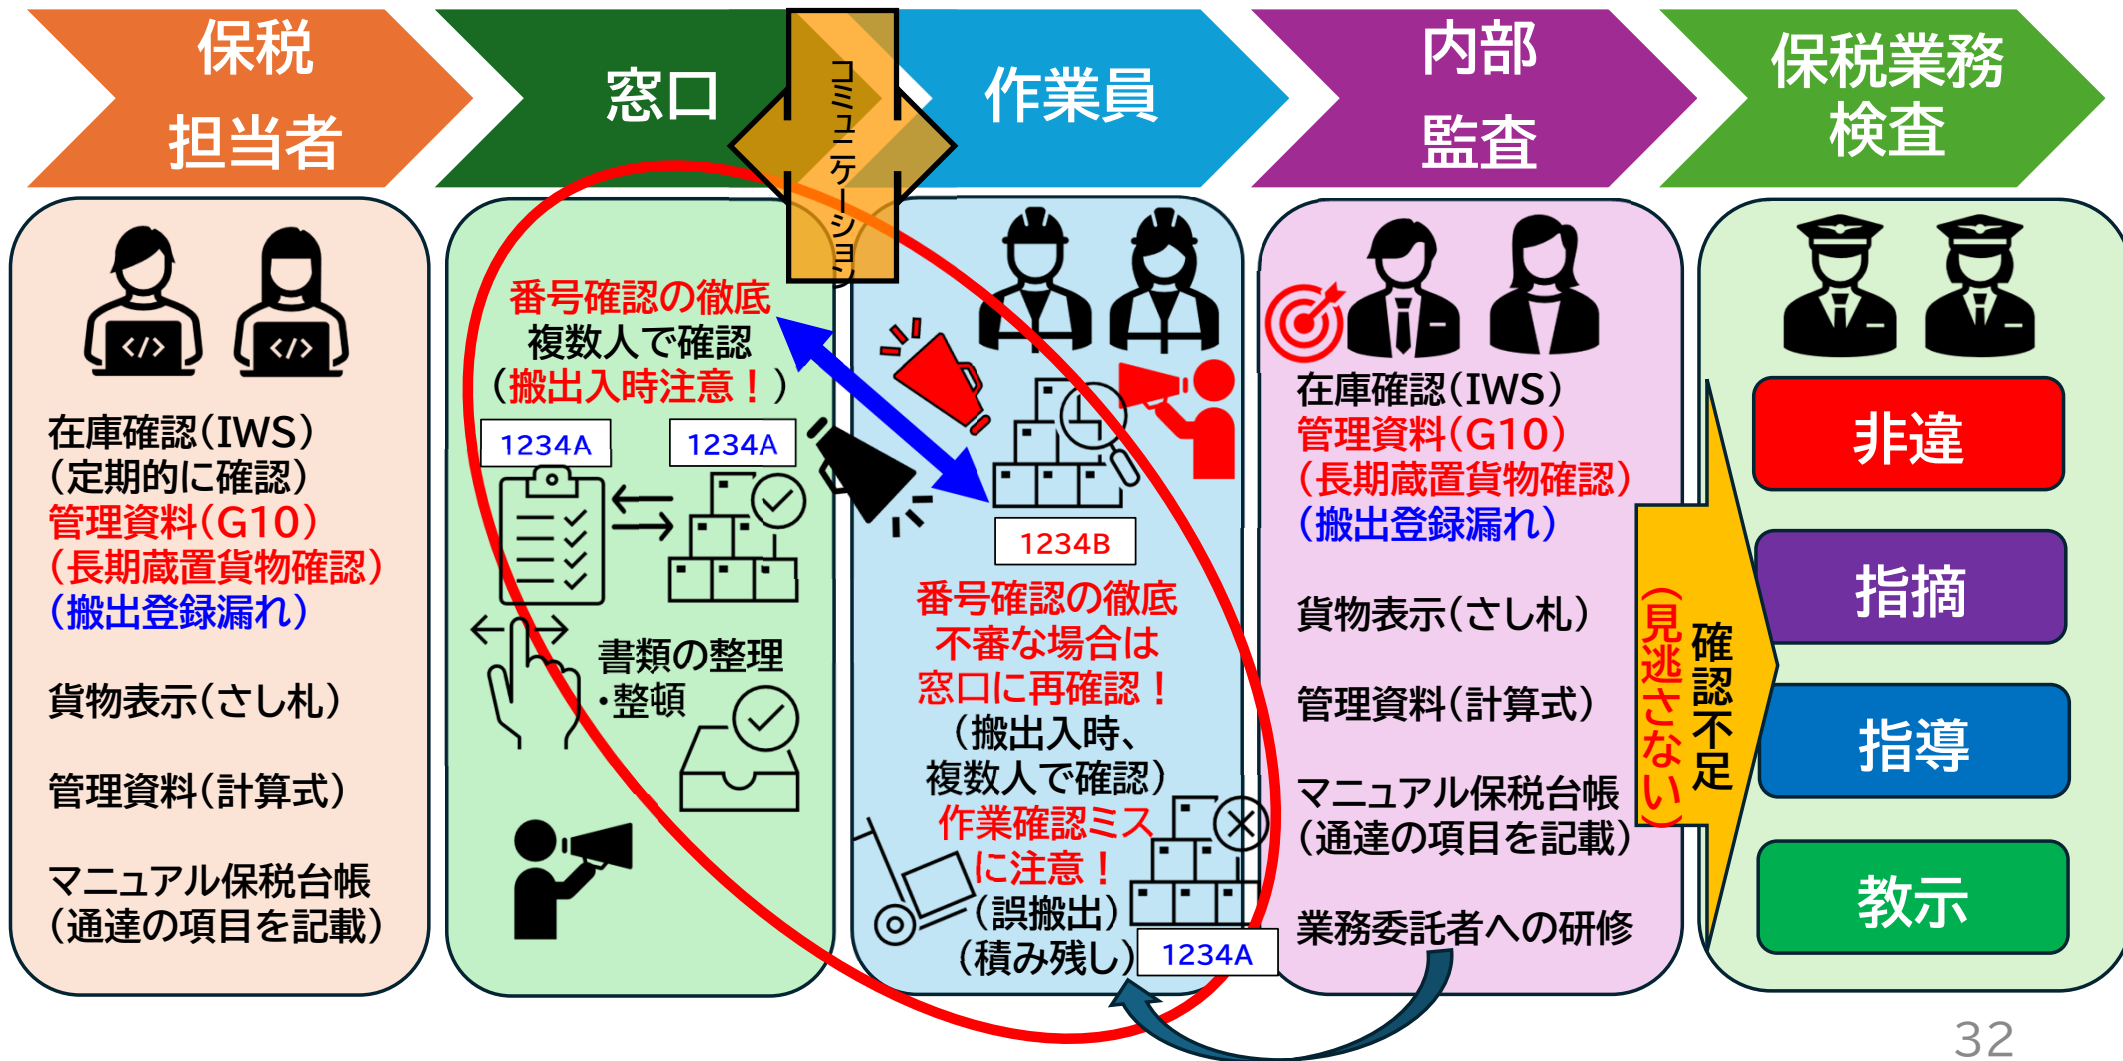 保税
担当者
窓口
コミュニケーション
作業員
内部
監査
保税業務
検査
在庫確認(IWS)
(定期的に確認)
管理資料(G10)
(長期蔵置貨物確認)
(搬出登録漏れ)
貨物表示(さし札)
管理資料(計算式)
マニュアル保税台帳
(通達の項目を記載)
番号確認の徹底
複数人で確認
(搬出入時注意！)
1234A
1234A
書類の整理
・整頓
1234B
番号確認の徹底
不審な場合は
窓口に再確認！
(搬出入時、
複数人で確認)
作業確認ミス
に注意！
(誤搬出)
(積み残し)
1234A
在庫確認(IWS)
管理資料(G10)
(長期蔵置貨物確認)
(搬出登録漏れ)
貨物表示(さし札)
管理資料(計算式)
マニュアル保税台帳
(通達の項目を記載)
業務委託者への研修
確認不足
(見逃さない)
非違
指摘
指導
教示
32